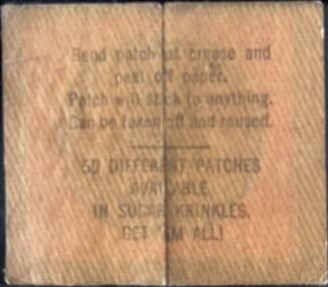 Bend patch at crease and
peel off paper.
Patch will stick to anything.
Can be taken off and reused.
50 DIFFERENT PATCHES
AVAILABLE
IN SUGAR KRINKLES.
GET 'EM ALL!